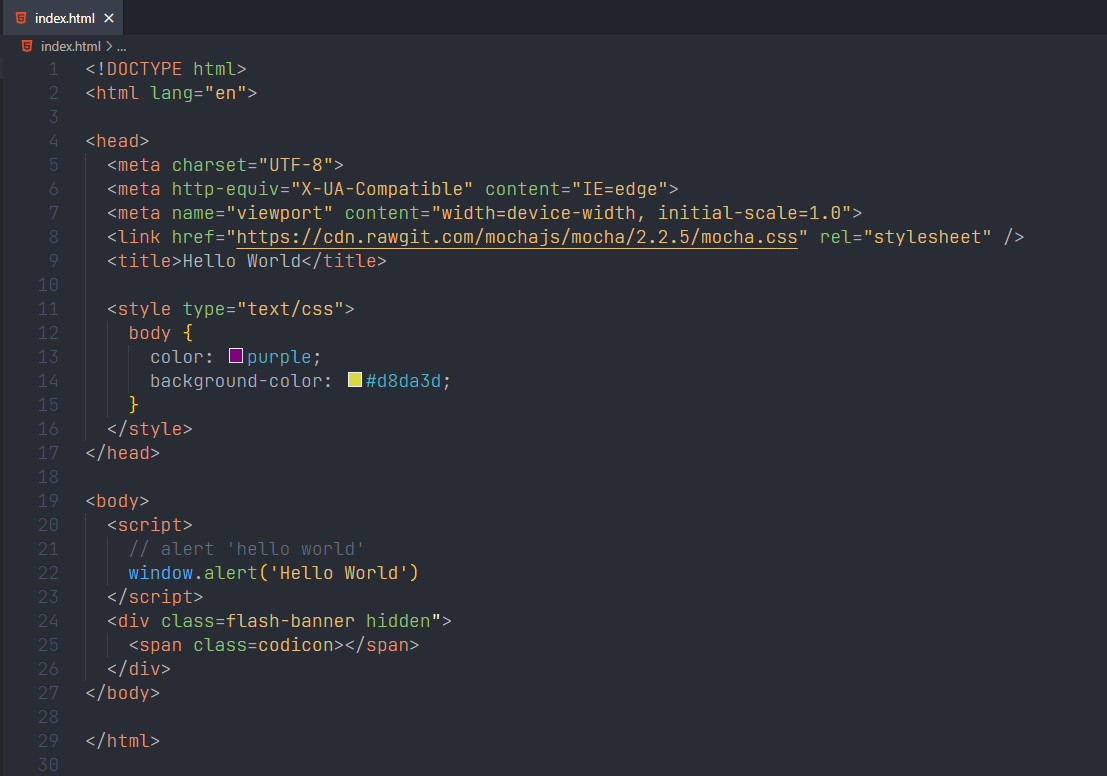 index.html ×
index.html > ...
1 <!DOCTYPE html>
2 <html lang="en">
3
4 <head>
5   <meta charset="UTF-8">
6   <meta http-equiv="X-UA-Compatible" content="IE=edge">
7   <meta name="viewport" content="width=device-width, initial-scale=1.0">
8   <link href="https://cdn.rawgit.com/mochajs/mocha/2.2.5/mocha.css" rel="stylesheet" />
9   <title>Hello World</title>
10
11   <style type="text/css">
12     body {
13       color: purple;
14       background-color: #d8da3d;
15     }
16   </style>
17 </head>
18
19 <body>
20   <script>
21     // alert 'hello world'
22     window.alert('Hello World')
23   </script>
24   <div class=flash-banner hidden">
25     <span class=codicon></span>
26   </div>
27 </body>
28
29 </html>
30